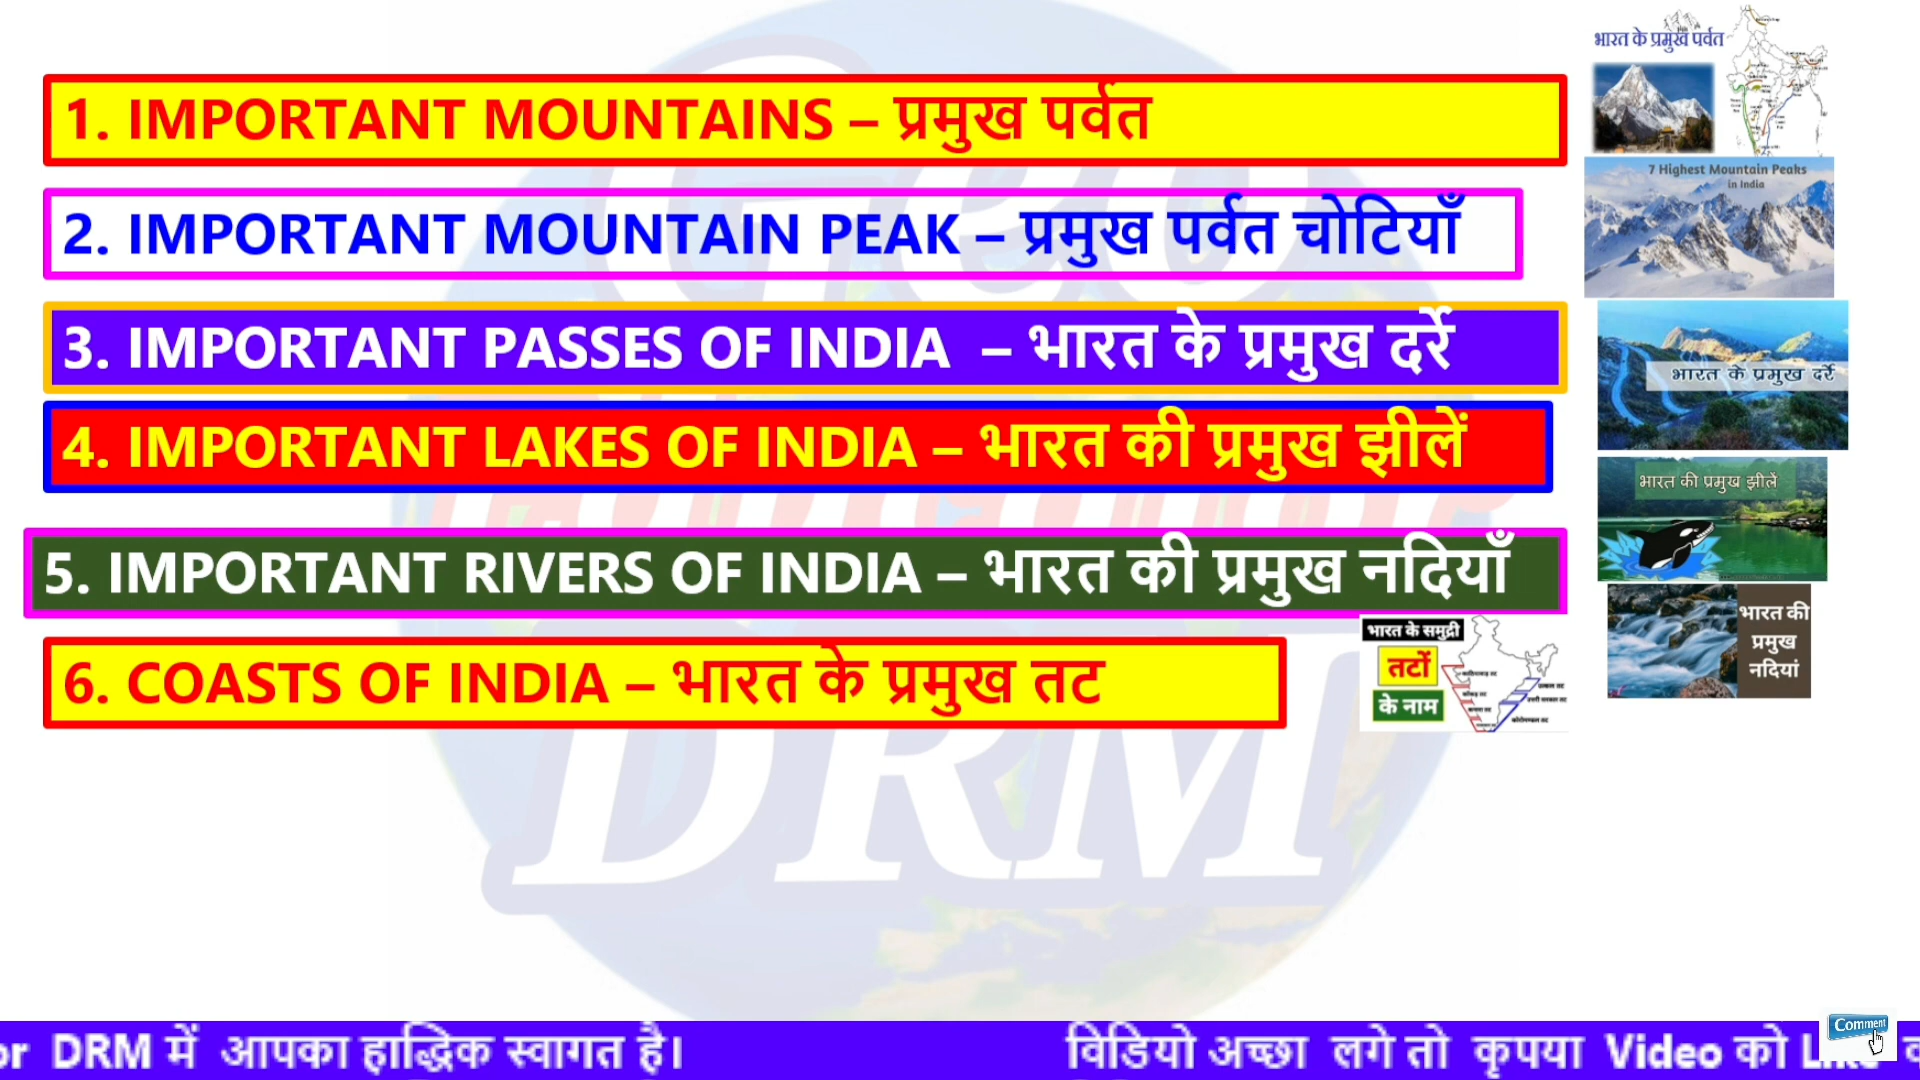 1. IMPORTANT MOUNTAINS – प्रमुख पर्वत
2. IMPORTANT MOUNTAIN PEAK – प्रमुख पर्वत चोटियाँ
3. IMPORTANT PASSES OF INDIA – भारत के प्रमुख दर्रे
4. IMPORTANT LAKES OF INDIA – भारत की प्रमुख झीलें
5. IMPORTANT RIVERS OF INDIA – भारत की प्रमुख नदियाँ
6. COASTS OF INDIA – भारत के प्रमुख तट
भारत के प्रमुख पर्वत
7 Highest Mountain Peaks
in India
भारत के प्रमुख दर्रे
भारत की प्रमुख झीलें
भारत की
प्रमुख
नदियां
भारत के समुद्री
तटों
के नाम
DRM
or DRM में आपका हाद्धिक स्वागत है। विडियो अच्छा लगे तो कृपया Video को
Comment